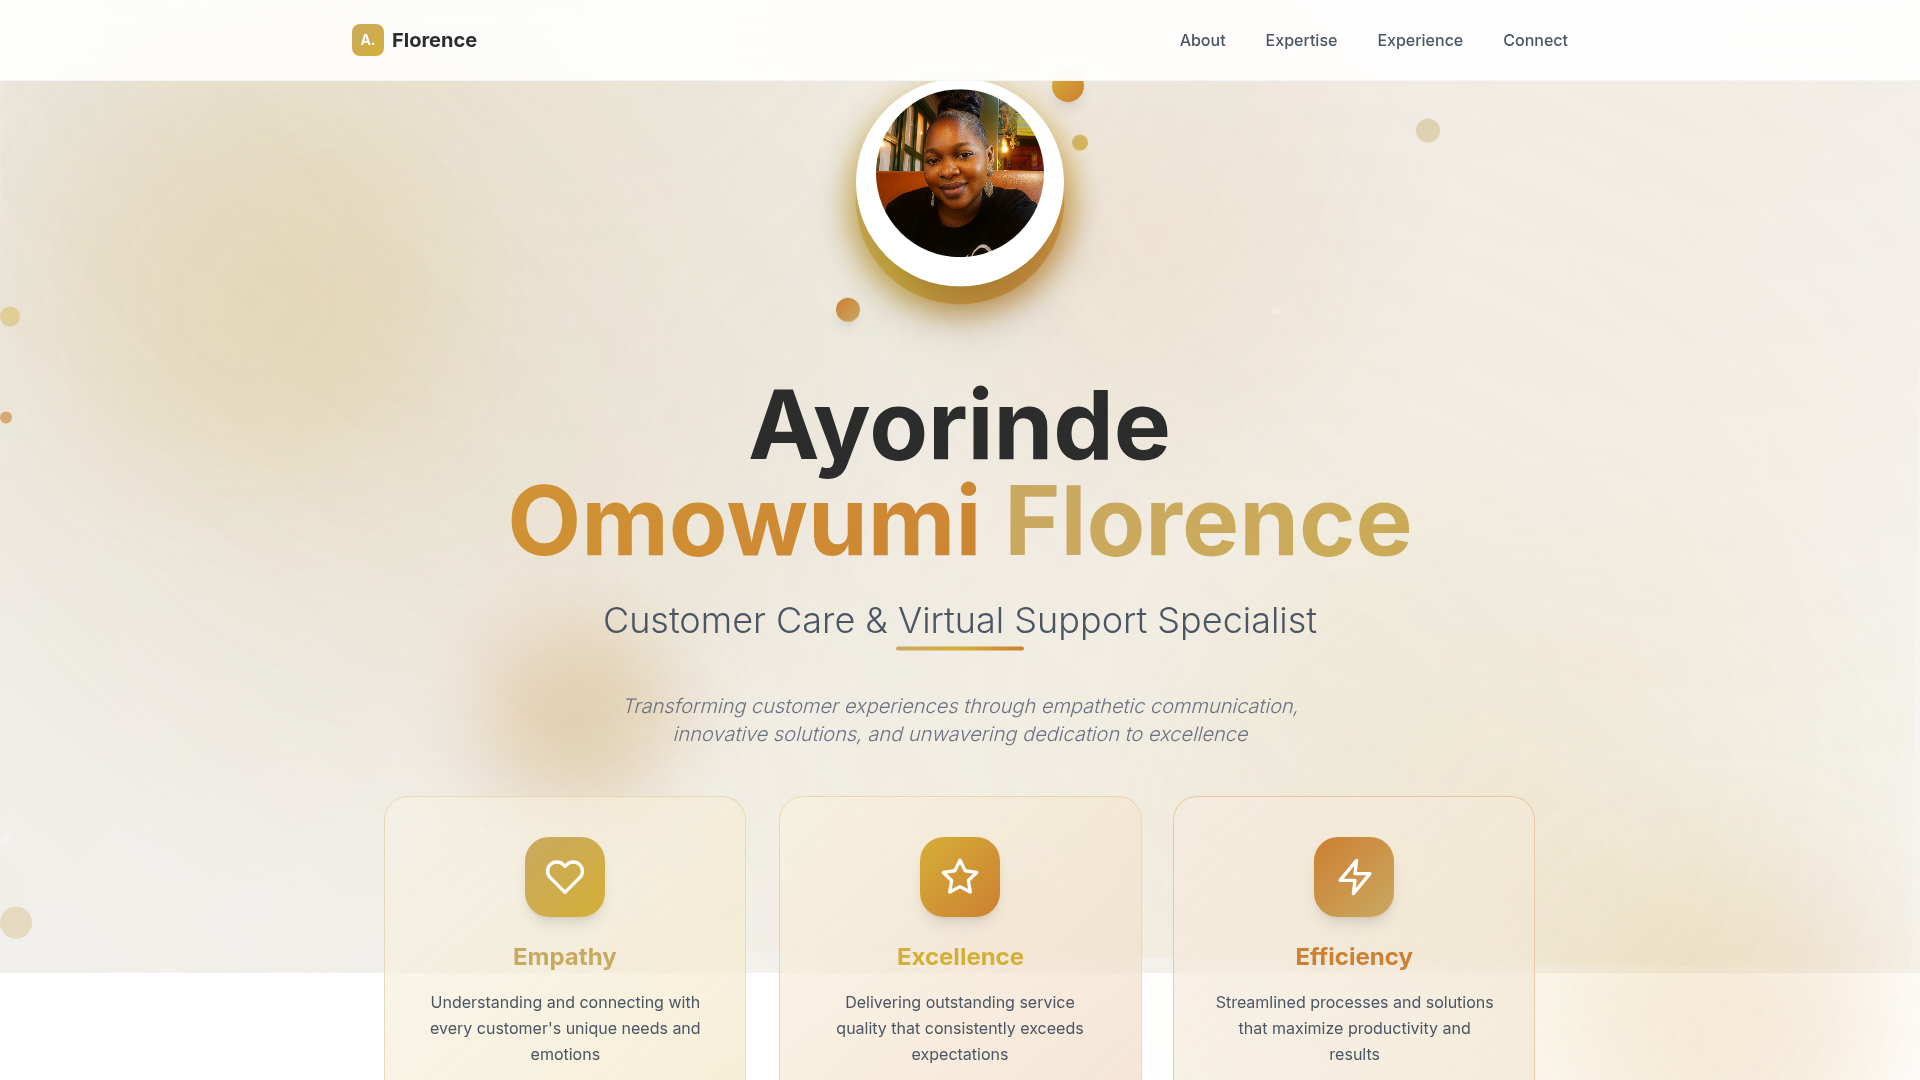 A. Florence
About Expertise Experience Connect
Ayorinde
Omowumi Florence
Customer Care & Virtual Support Specialist
Transforming customer experiences through empathetic communication,
innovative solutions, and unwavering dedication to excellence
Empathy
Understanding and connecting with
every customer's unique needs and
emotions
Excellence
Delivering outstanding service
quality that consistently exceeds
expectations
Efficiency
Streamlined processes and solutions
that maximize productivity and
results